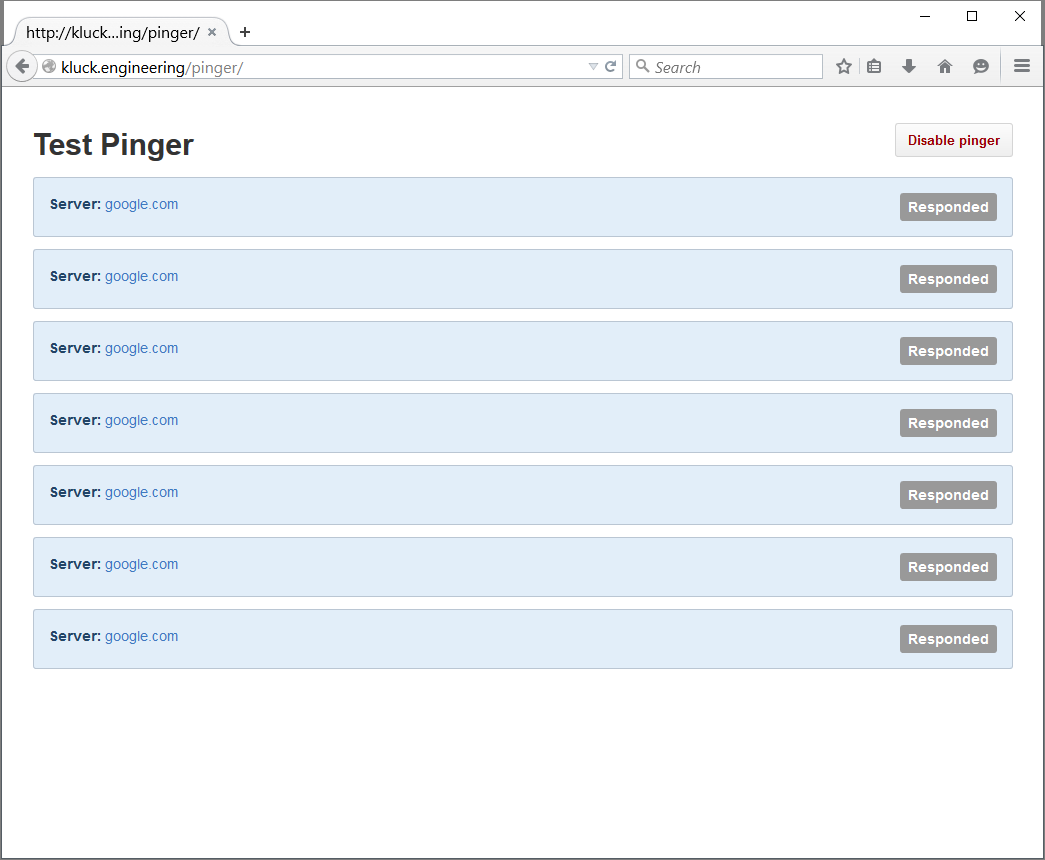 http://kluck...ing/pinger/
kluck.engineering/pinger/
Search
Test Pinger
Disable pinger
Server: google.com Responded
Server: google.com Responded
Server: google.com Responded
Server: google.com Responded
Server: google.com Responded
Server: google.com Responded
Server: google.com Responded